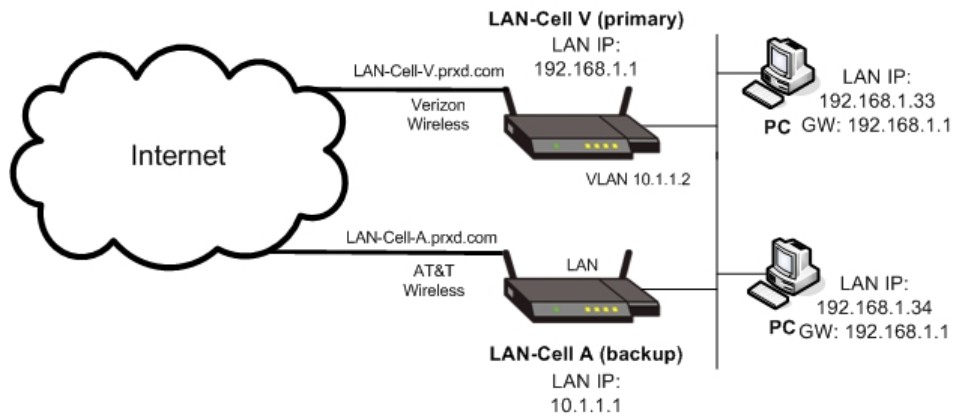 LAN-Cell V (primary)
LAN IP:
192.168.1.1
LAN-Cell-V.prxd.com
Verizon
Wireless
VLAN 10.1.1.2
LAN IP:
192.168.1.33
PC GW: 192.168.1.1
Internet
LAN-Cell-A.prxd.com
AT&T
Wireless
LAN
LAN-Cell A (backup)
LAN IP:
10.1.1.1
LAN IP:
192.168.1.34
PC GW: 192.168.1.1